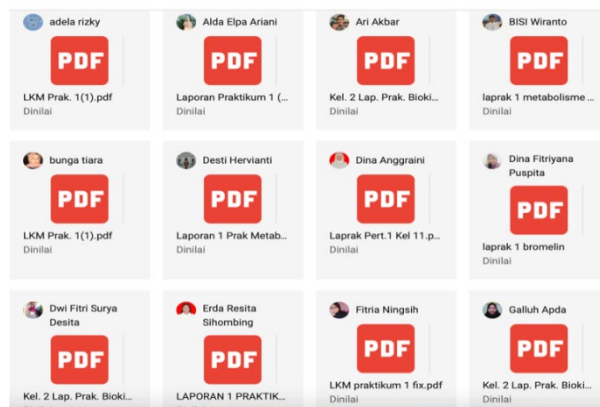 adela rizky
PDF
LKM Prak. 1(1).pdf
Dinilai
Alda Elpa Ariani
PDF
Laporan Praktikum 1 (...
Dinilai
Ari Akbar
PDF
Kel. 2 Lap. Prak. Bioki...
Dinilai
BISI Wiranto
PDF
laprak 1 metabolisme ...
Dinilai
bunga tiara
PDF
LKM Prak. 1(1).pdf
Dinilai
Desti Hervianti
PDF
Laporan 1 Prak Metab...
Dinilai
Dina Anggraini
PDF
Laprak Pert.1 Kel 11.p...
Dinilai
Dina Fitriyana
Puspita
PDF
laprak 1 bromelin
Dinilai
Dwi Fitri Surya
Desita
PDF
Kel. 2 Lap. Prak. Bioki...
Erda Resita
Sihombing
PDF
LAPORAN 1 PRAKTIK...
Fitria Ningsih
PDF
LKM praktikum 1 fix.pdf
Dinilai
Galluh Apda
PDF
Kel. 2 Lap. Prak. Bioki...
Dinilai